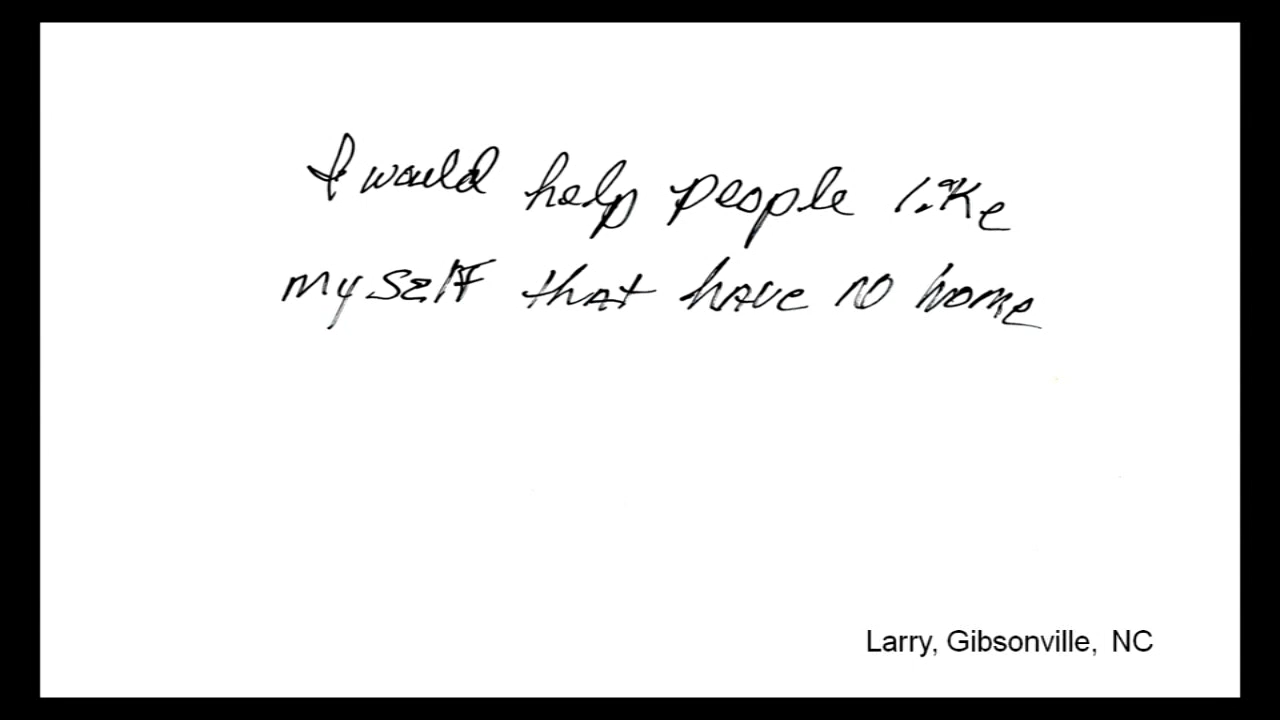 I would help people like
myself that have no home
Larry, Gibsonville, NC